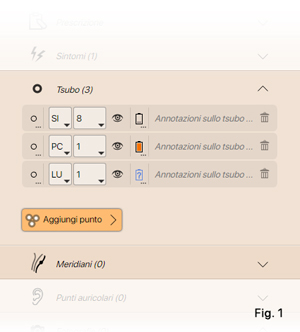 Sintomi (1)
Tsubo (3)
SI 8 Annotazioni sullo tsubo ...
PC 1 Annotazioni sullo tsubo ...
LU 1 ? Annotazioni sullo tsubo ...
Aggiungi punto
Meridiani (0)
Punti auricolari (0)
Fig. 1